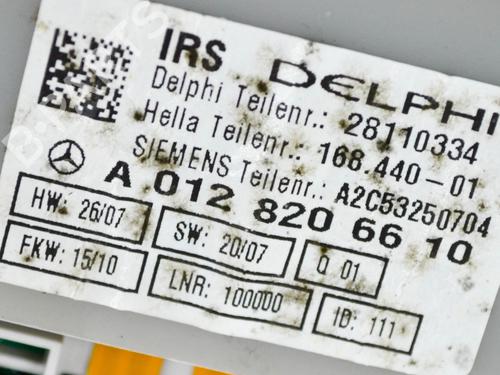 IRS DELPHI
Delphi Teilenr.: 28110334
Hella Teilenr.: 168.440-01
SIEMENS Teilenr.: A2C53250704
A 012 820 66 10
HW: 26/07 SW: 20/07 Q 01
FKW: 15/10 LNR: 100000 ID: 111